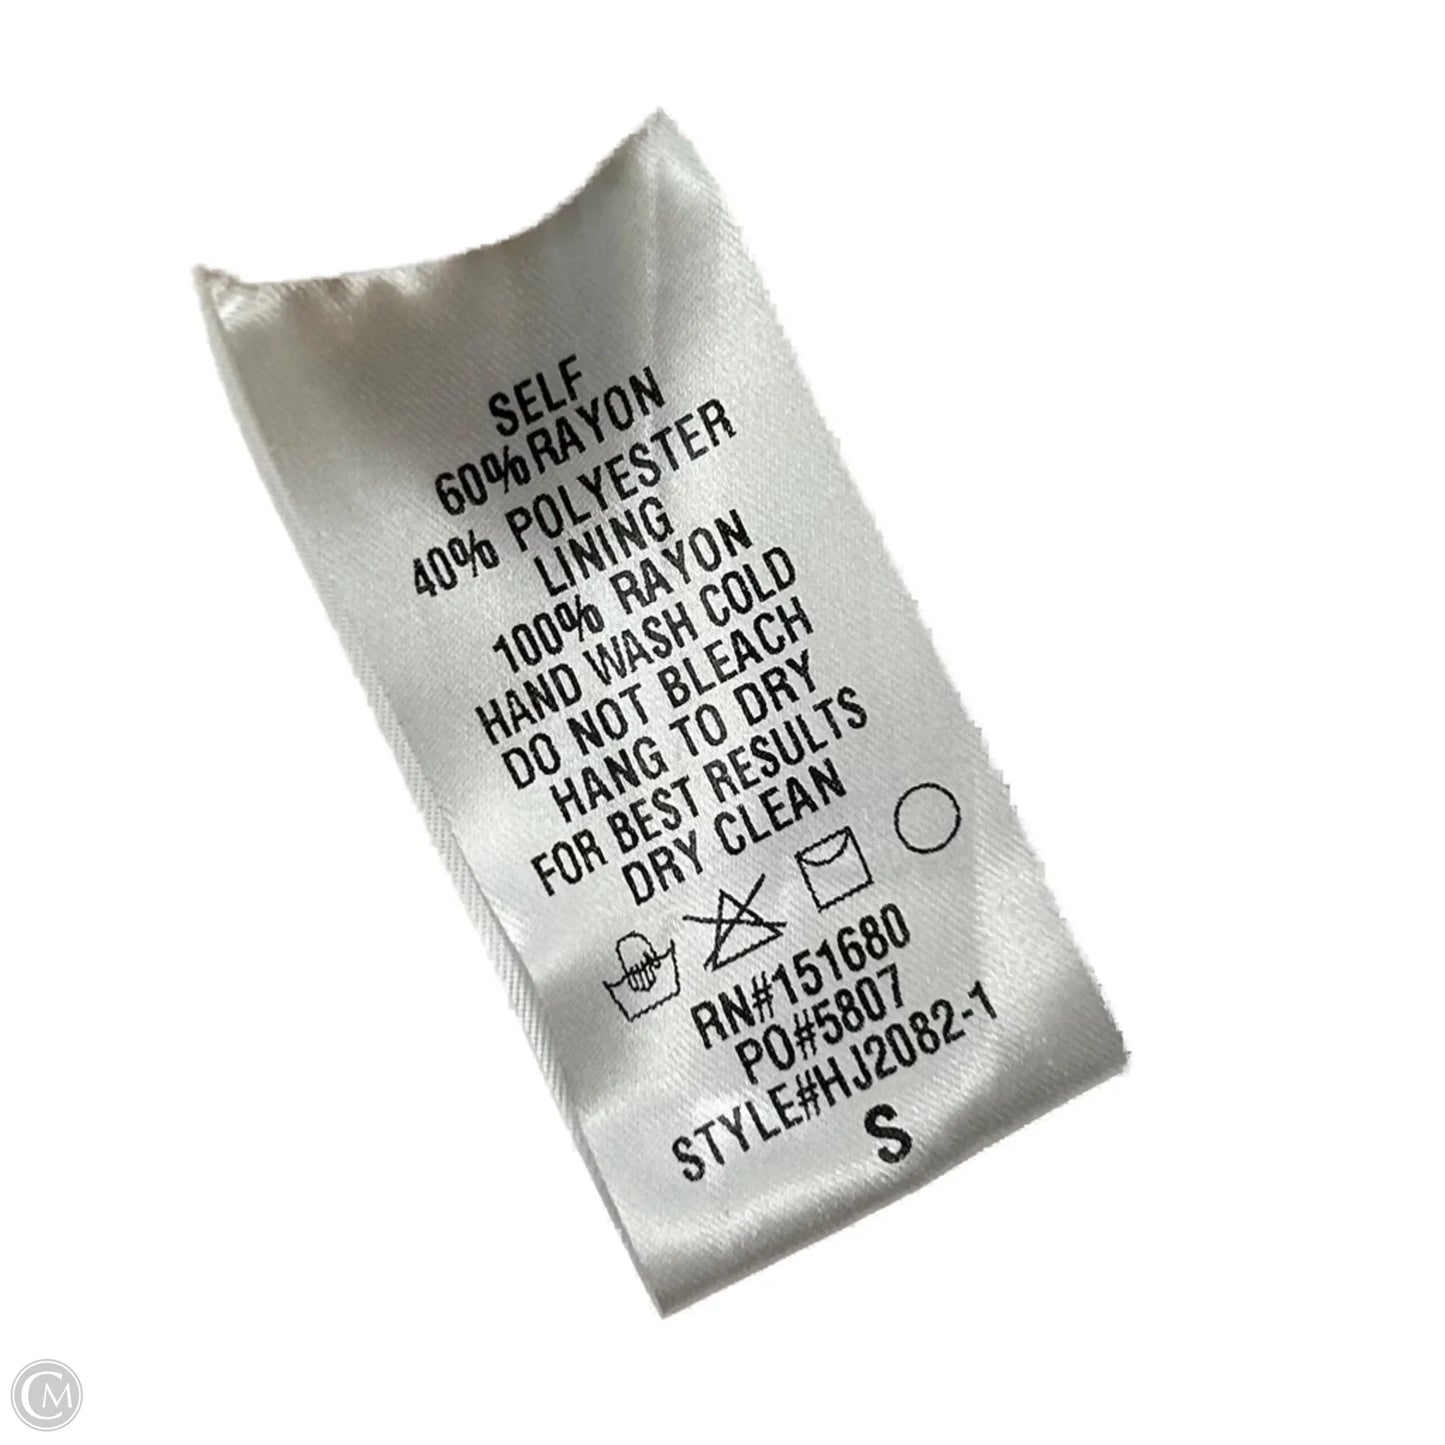 SELF
60% RAYON
40% POLYESTER
LINING
100% RAYON
HAND WASH COLD
DO NOT BLEACH
HANG TO DRY
FOR BEST RESULTS
DRY CLEAN
RN#151680
PO#5807
STYLE#HJ2082-1
S
CM